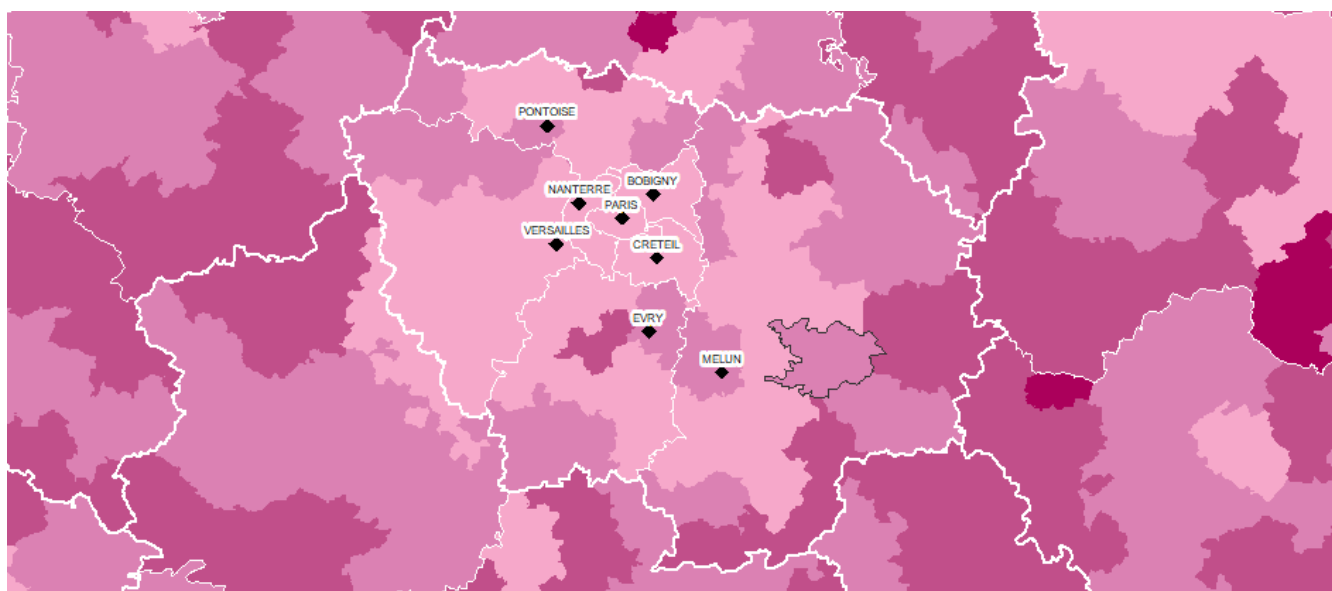 PONTOISE
BOBIGNY
NANTERRE
PARIS
VERSAILLES
CRETEIL
EVRY
MELUN